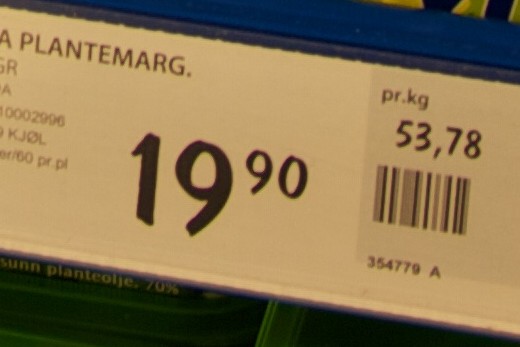 A PLANTEMARG.
GR
10002996
9 KJØL
er/60 pr.pl
19 90
pr.kg
53,78
354779 A
sunn planteolje, 70%